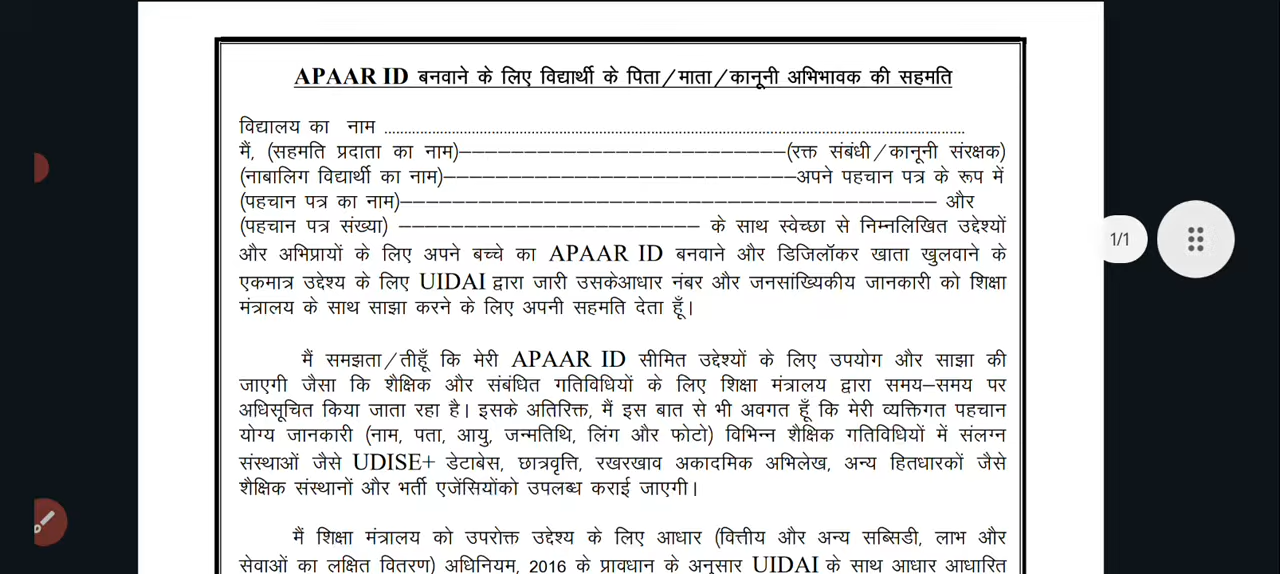 APAAR ID बनवाने के लिए विद्यार्थी के पिता/माता/कानूनी अभिभावक की सहमति
विद्यालय का नाम ........................................................................................................................
मैं, (सहमति प्रदाता का नाम)–––––––––––––––––––––––––(रक्त संबंधी/कानूनी संरक्षक)
(नाबालिग विद्यार्थी का नाम)–––––––––––––––––––––––––––अपने पहचान पत्र के रूप में
(पहचान पत्र का नाम)––––––––––––––––––––––––––––––––––––––––– और
(पहचान पत्र संख्या) ––––––––––––––––––––––– के साथ स्वेच्छा से निम्नलिखित उद्देश्यों
और अभिप्रायों के लिए अपने बच्चे का APAAR ID बनवाने और डिजिलॉकर खाता खुलवाने के
एकमात्र उद्देश्य के लिए UIDAI द्वारा जारी उसकेआधार नंबर और जनसांख्यिकीय जानकारी को शिक्षा
मंत्रालय के साथ साझा करने के लिए अपनी सहमति देता हूँ।
मैं समझता/तीहूँ कि मेरी APAAR ID सीमित उद्देश्यों के लिए उपयोग और साझा की
जाएगी जैसा कि शैक्षिक और संबंधित गतिविधियों के लिए शिक्षा मंत्रालय द्वारा समय–समय पर
अधिसूचित किया जाता रहा है। इसके अतिरिक्त, मैं इस बात से भी अवगत हूँ कि मेरी व्यक्तिगत पहचान
योग्य जानकारी (नाम, पता, आयु, जन्मतिथि, लिंग और फोटो) विभिन्न शैक्षिक गतिविधियों में संलग्न
संस्थाओं जैसे UDISE+ डेटाबेस, छात्रवृत्ति, रखरखाव अकादमिक अभिलेख, अन्य हितधारकों जैसे
शैक्षिक संस्थानों और भर्ती एजेंसियोंको उपलब्ध कराई जाएगी।
मैं शिक्षा मंत्रालय को उपरोक्त उद्देश्य के लिए आधार (वित्तीय और अन्य सब्सिडी, लाभ और
सेवाओं का लक्षित वितरण) अधिनियम, 2016 के प्रावधान के अनुसार UIDAI के साथ आधार आधारित
1/1